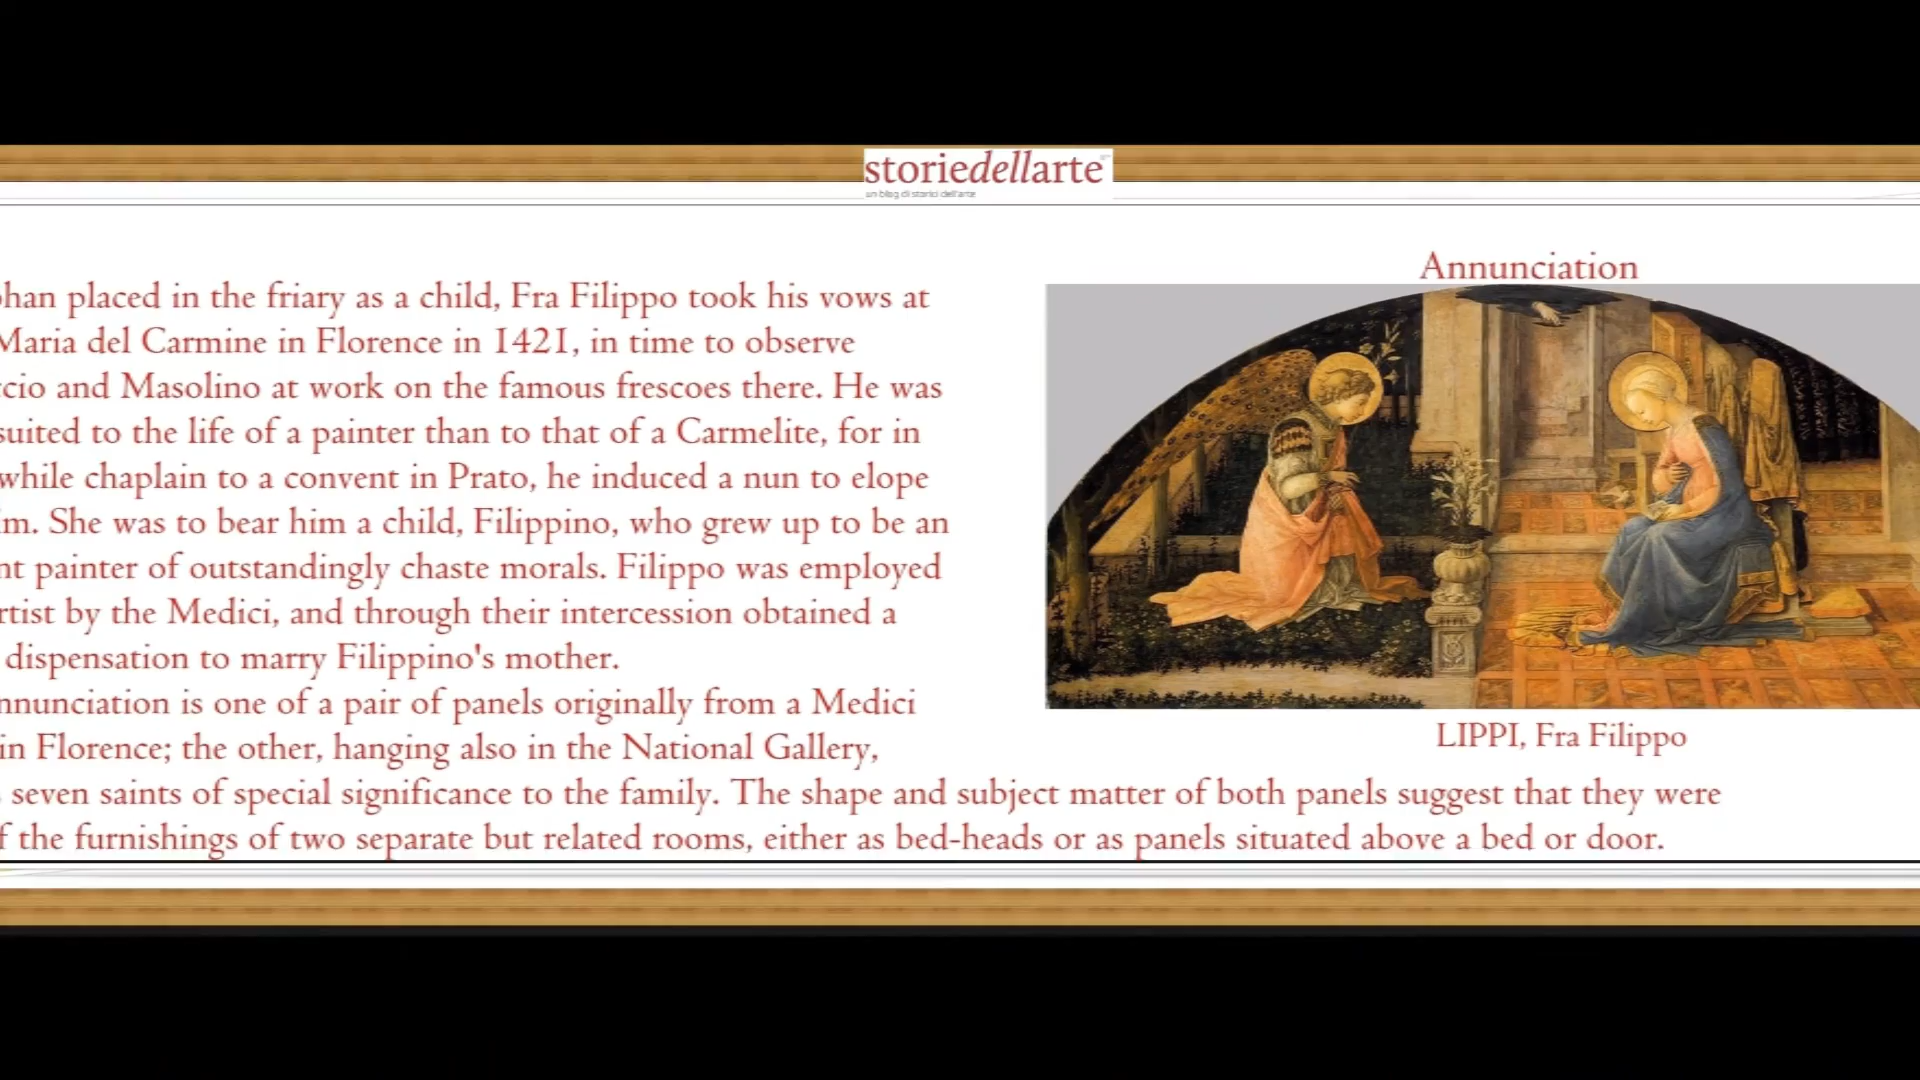 storiedellarte
un blog di storici dell'arte
Annunciation
placed in the friary as a child, Fra Filippo took his vows at
Maria del Carmine in Florence in 1421, in time to observe
and Masolino at work on the famous frescoes there. He was
suited to the life of a painter than to that of a Carmelite, for in
while chaplain to a convent in Prato, he induced a nun to elope
She was to bear him a child, Filippino, who grew up to be an
painter of outstandingly chaste morals. Filippo was employed
by the Medici, and through their intercession obtained a
dispensation to marry Filippino's mother.
is one of a pair of panels originally from a Medici
in Florence; the other, hanging also in the National Gallery,
seven saints of special significance to the family. The shape and subject matter of both panels suggest that they were
the furnishings of two separate but related rooms, either as bed-heads or as panels situated above a bed or door.
LIPPI, Fra Filippo